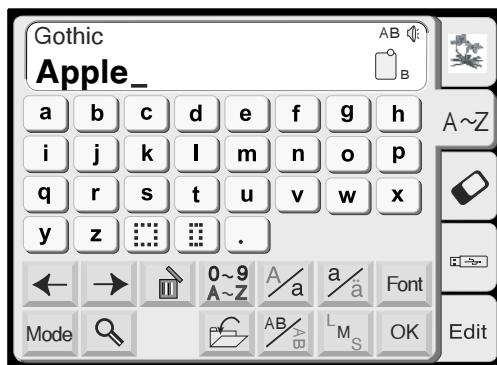 Gothic
AB
Apple_
B
a b c d e f g h
A~Z
i j k l m n o p
q r s t u v w x
y z .
0~9
A~Z
A/a
a/ä
Font
Mode
AB/AB
L M S
OK
Edit